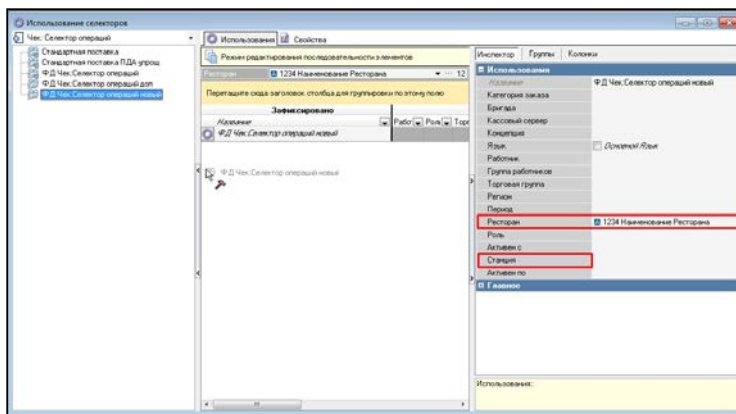 Использование селекторов
Чек: Селектор операций
Стандартная поставка
Стандартная поставка ПДА упрощ
ФД Чек:Селектор операций
ФД Чек:Селектор операций доп
ФД Чек:Селектор операций новый
Использования Свойства
Режим редактирования последовательности элементов
Ресторан 1234 Наименование Ресторана 12
Перетащите сюда заголовок столбца для группировки по этому полю
Зафиксировано
Название Рабо Роль Торг
ФД Чек:Селектор операций новый
ФД Чек:Селектор операций новый
Инспектор Группы Колонки
Использования
Название ФД Чек:Селектор операций новый
Категория заказа
Бригада
Кассовый сервер
Концепция
Язык Основной Язык
Работник
Группа работников
Торговая группа
Регион
Период
Ресторан 1234 Наименование Ресторана
Роль
Активен с
Станция
Активен по
Главное
Использования: